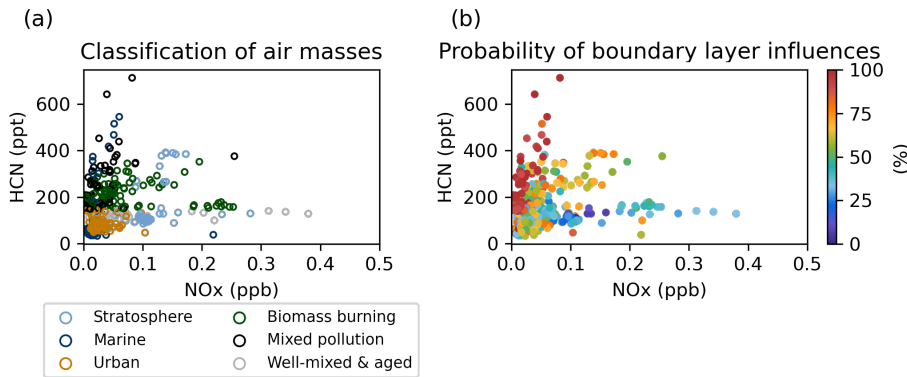 (a)
Classification of air masses
600
400
200
0
HCN (ppt)
0.0 0.1 0.2 0.3 0.4 0.5
NOx (ppb)
Stratosphere
Marine
Urban
Biomass burning
Mixed pollution
Well-mixed & aged
(b)
Probability of boundary layer influences
600
400
200
0
HCN (ppt)
0.0 0.1 0.2 0.3 0.4 0.5
NOx (ppb)
100
75
50
25
0
(%)